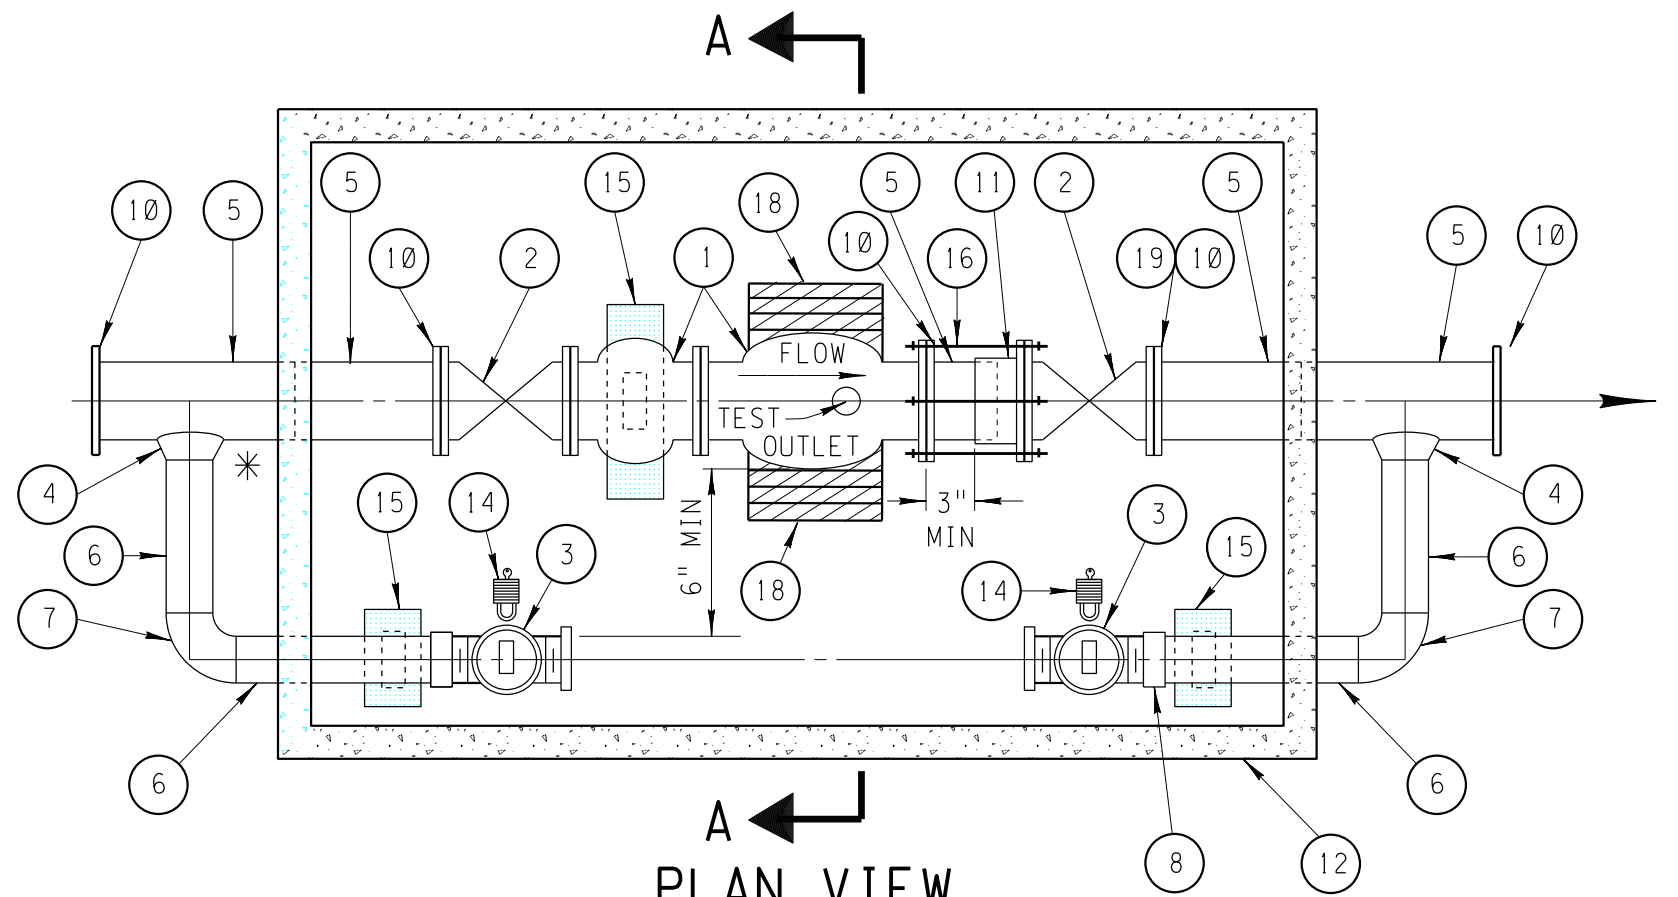 A
10 5 5 15 18 5 11 2 5 5 10
10 2 1 10 16 19 10
FLOW
TEST
OUTLET
4 * 15 14 3 6" MIN 3" MIN 3 15 4
6 18 14 6
7 7
6 6
A 8 12
PLAN VIEW